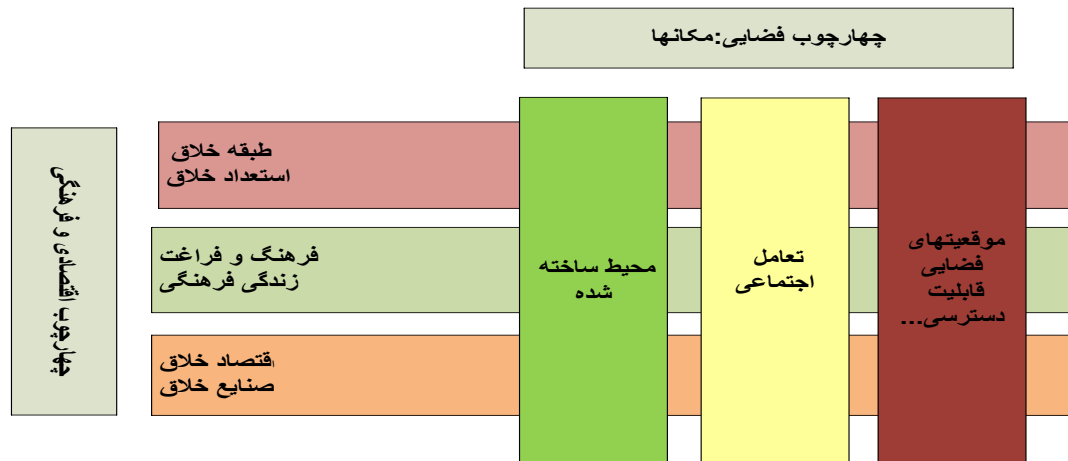 چهارچوب فضایی:مکانها
چهارچوب اقتصادی و فرهنگی
طبقه خلاق
استعداد خلاق
فرهنگ و فراغت
زندگی فرهنگی
اقتصاد خلاق
صنایع خلاق
محیط ساخته
شده
تعامل
اجتماعی
موقعیتهای
فضایی
قابلیت
دسترسی...